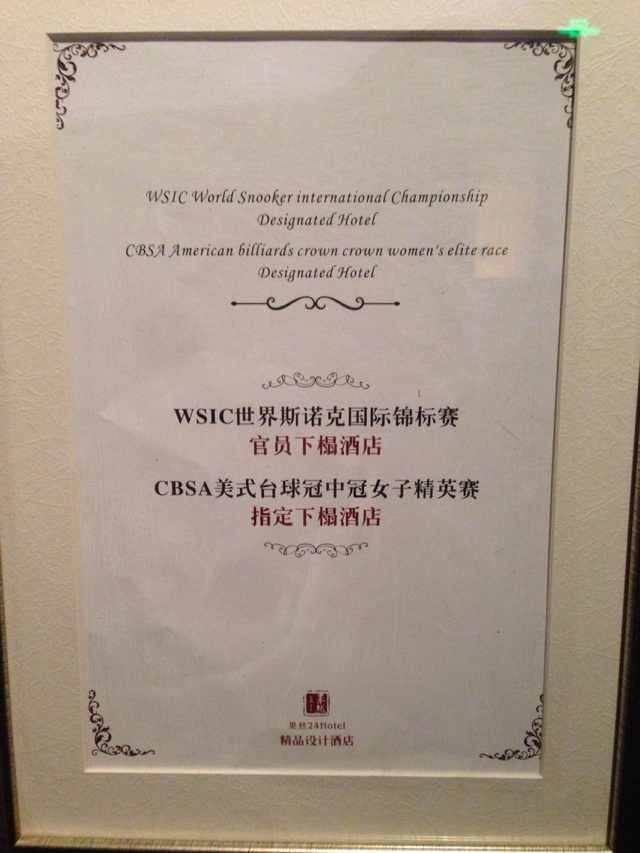 WSIC World Snooker international Championship
Designated Hotel
CBSA American billiards crown crown women's elite race
Designated Hotel
WSIC世界斯诺克国际锦标赛
官员下榻酒店
CBSA美式台球冠中冠女子精英赛
指定下榻酒店
24Hotel
精品设计酒店